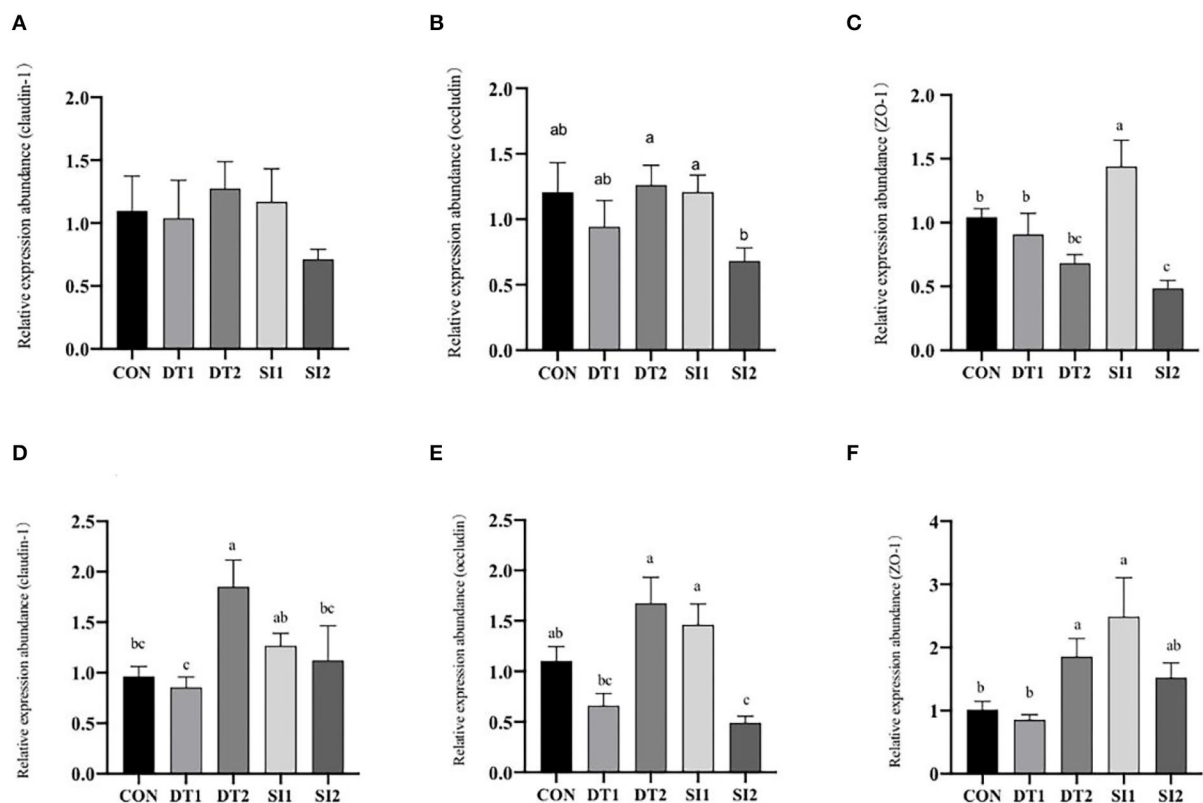 A
B
C
Relative expression abundance (claudin-1)
2.0
1.5
1.0
0.5
0.0
CON DT1 DT2 SI1 SI2
Relative expression abundance (occludin)
2.0
1.5
1.0
0.5
0.0
ab
ab
a
a
b
CON DT1 DT2 SI1 SI2
Relative expression abundance (ZO-1)
2.0
1.5
1.0
0.5
0.0
b
b
bc
a
c
CON DT1 DT2 SI1 SI2
D
E
F
Relative expression abundance (claudin-1)
2.5
2.0
1.5
1.0
0.5
0.0
bc
c
a
ab
bc
CON DT1 DT2 SI1 SI2
Relative expression abundance (occludin)
2.5
2.0
1.5
1.0
0.5
0.0
ab
bc
a
a
c
CON DT1 DT2 SI1 SI2
Relative expression abundance (ZO-1)
4
3
2
1
0
b
b
a
a
ab
CON DT1 DT2 SI1 SI2